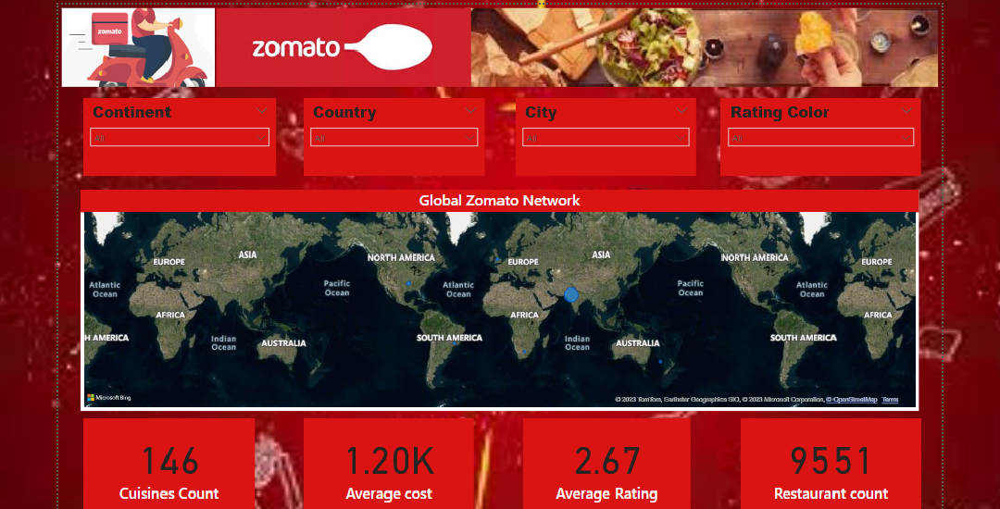 zomato
zomato
Continent
All
Country
All
City
All
Rating Color
All
Global Zomato Network
EUROPE
ASIA
NORTH AMERICA
EUROPE
ASIA
NORTH AMERICA
EUROPE
Atlantic
Ocean
Pacific
Ocean
Atlantic
Ocean
Pacific
Ocean
Atlantic
Ocean
AFRICA
AFRICA
AFRICA
H AMERICA
Indian
Ocean
AUSTRALIA
SOUTH AMERICA
Indian
Ocean
AUSTRALIA
SOUTH AMERICA
Microsoft Bing
© 2023 TomTom, Earthstar Geographics SIO, © 2023 Microsoft Corporation, © OpenStreetMap Terms
146
Cuisines Count
1.20K
Average cost
2.67
Average Rating
9551
Restaurant count